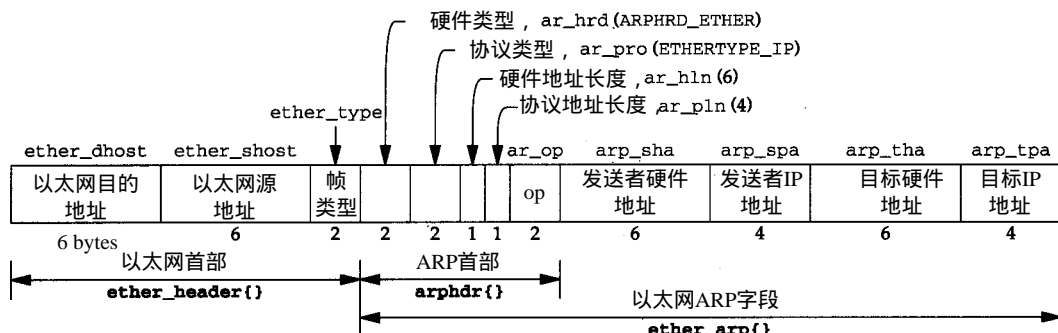 硬件类型，ar_hrd (ARPHRD_ETHER)
协议类型，ar_pro (ETHERTYPE_IP)
硬件地址长度，ar_hln (6)
协议地址长度，ar_pln (4)
ether_type
ether_dhost ether_shost ar_op arp_sha arp_spa arp_tha arp_tpa
以太网目的 以太网源 帧 发送者硬件 发送者IP 目标硬件 目标IP
地址 地址 类型 op 地址 地址 地址 地址
6 bytes 6 2 2 2 1 1 2 6 4 6 4
以太网首部 ARP首部
ether_header{} arphdr{}
以太网ARP字段
ether_arp{}